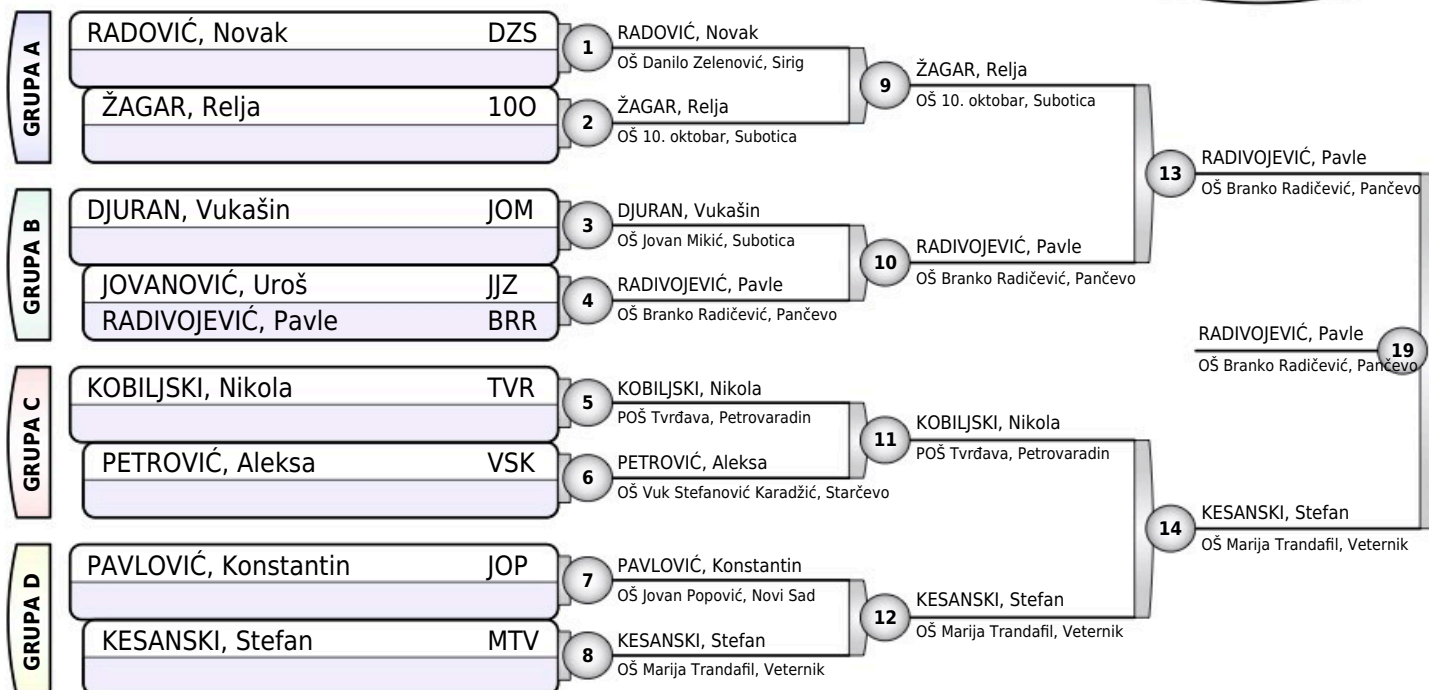 GRUPA A
RADOVIĆ, Novak DZS
ŽAGAR, Relja 10O
GRUPA B
DJURAN, Vukašin JOM
JOVANOVIĆ, Uroš JJZ
RADIVOJEVIĆ, Pavle BRR
GRUPA C
KOBILJSKI, Nikola TVR
PETROVIĆ, Aleksa VSK
GRUPA D
PAVLOVIĆ, Konstantin JOP
KESANSKI, Stefan MTV
1 RADOVIĆ, Novak
OŠ Danilo Zelenović, Sirig
2 ŽAGAR, Relja
OŠ 10. oktobar, Subotica
3 DJURAN, Vukašin
OŠ Jovan Mikić, Subotica
4 RADIVOJEVIĆ, Pavle
OŠ Branko Radičević, Pančevo
5 KOBILJSKI, Nikola
POŠ Tvrđava, Petrovaradin
6 PETROVIĆ, Aleksa
OŠ Vuk Stefanović Karadžić, Starčevo
7 PAVLOVIĆ, Konstantin
OŠ Jovan Popović, Novi Sad
8 KESANSKI, Stefan
OŠ Marija Trandafil, Veternik
9 ŽAGAR, Relja
OŠ 10. oktobar, Subotica
10 RADIVOJEVIĆ, Pavle
OŠ Branko Radičević, Pančevo
11 KOBILJSKI, Nikola
POŠ Tvrđava, Petrovaradin
12 KESANSKI, Stefan
OŠ Marija Trandafil, Veternik
13 RADIVOJEVIĆ, Pavle
OŠ Branko Radičević, Pančevo
14 KESANSKI, Stefan
OŠ Marija Trandafil, Veternik
RADIVOJEVIĆ, Pavle 19
OŠ Branko Radičević, Pančevo